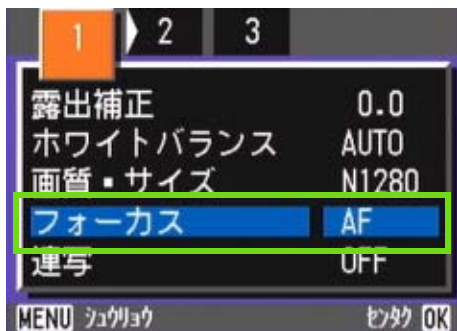 1 2 3
露出補正 0.0
ホワイトバランス AUTO
画質・サイズ N1280
フォーカス AF
連写 OFF
MENU ｼｭｳﾘｮｳ ｾﾝﾀｸ OK